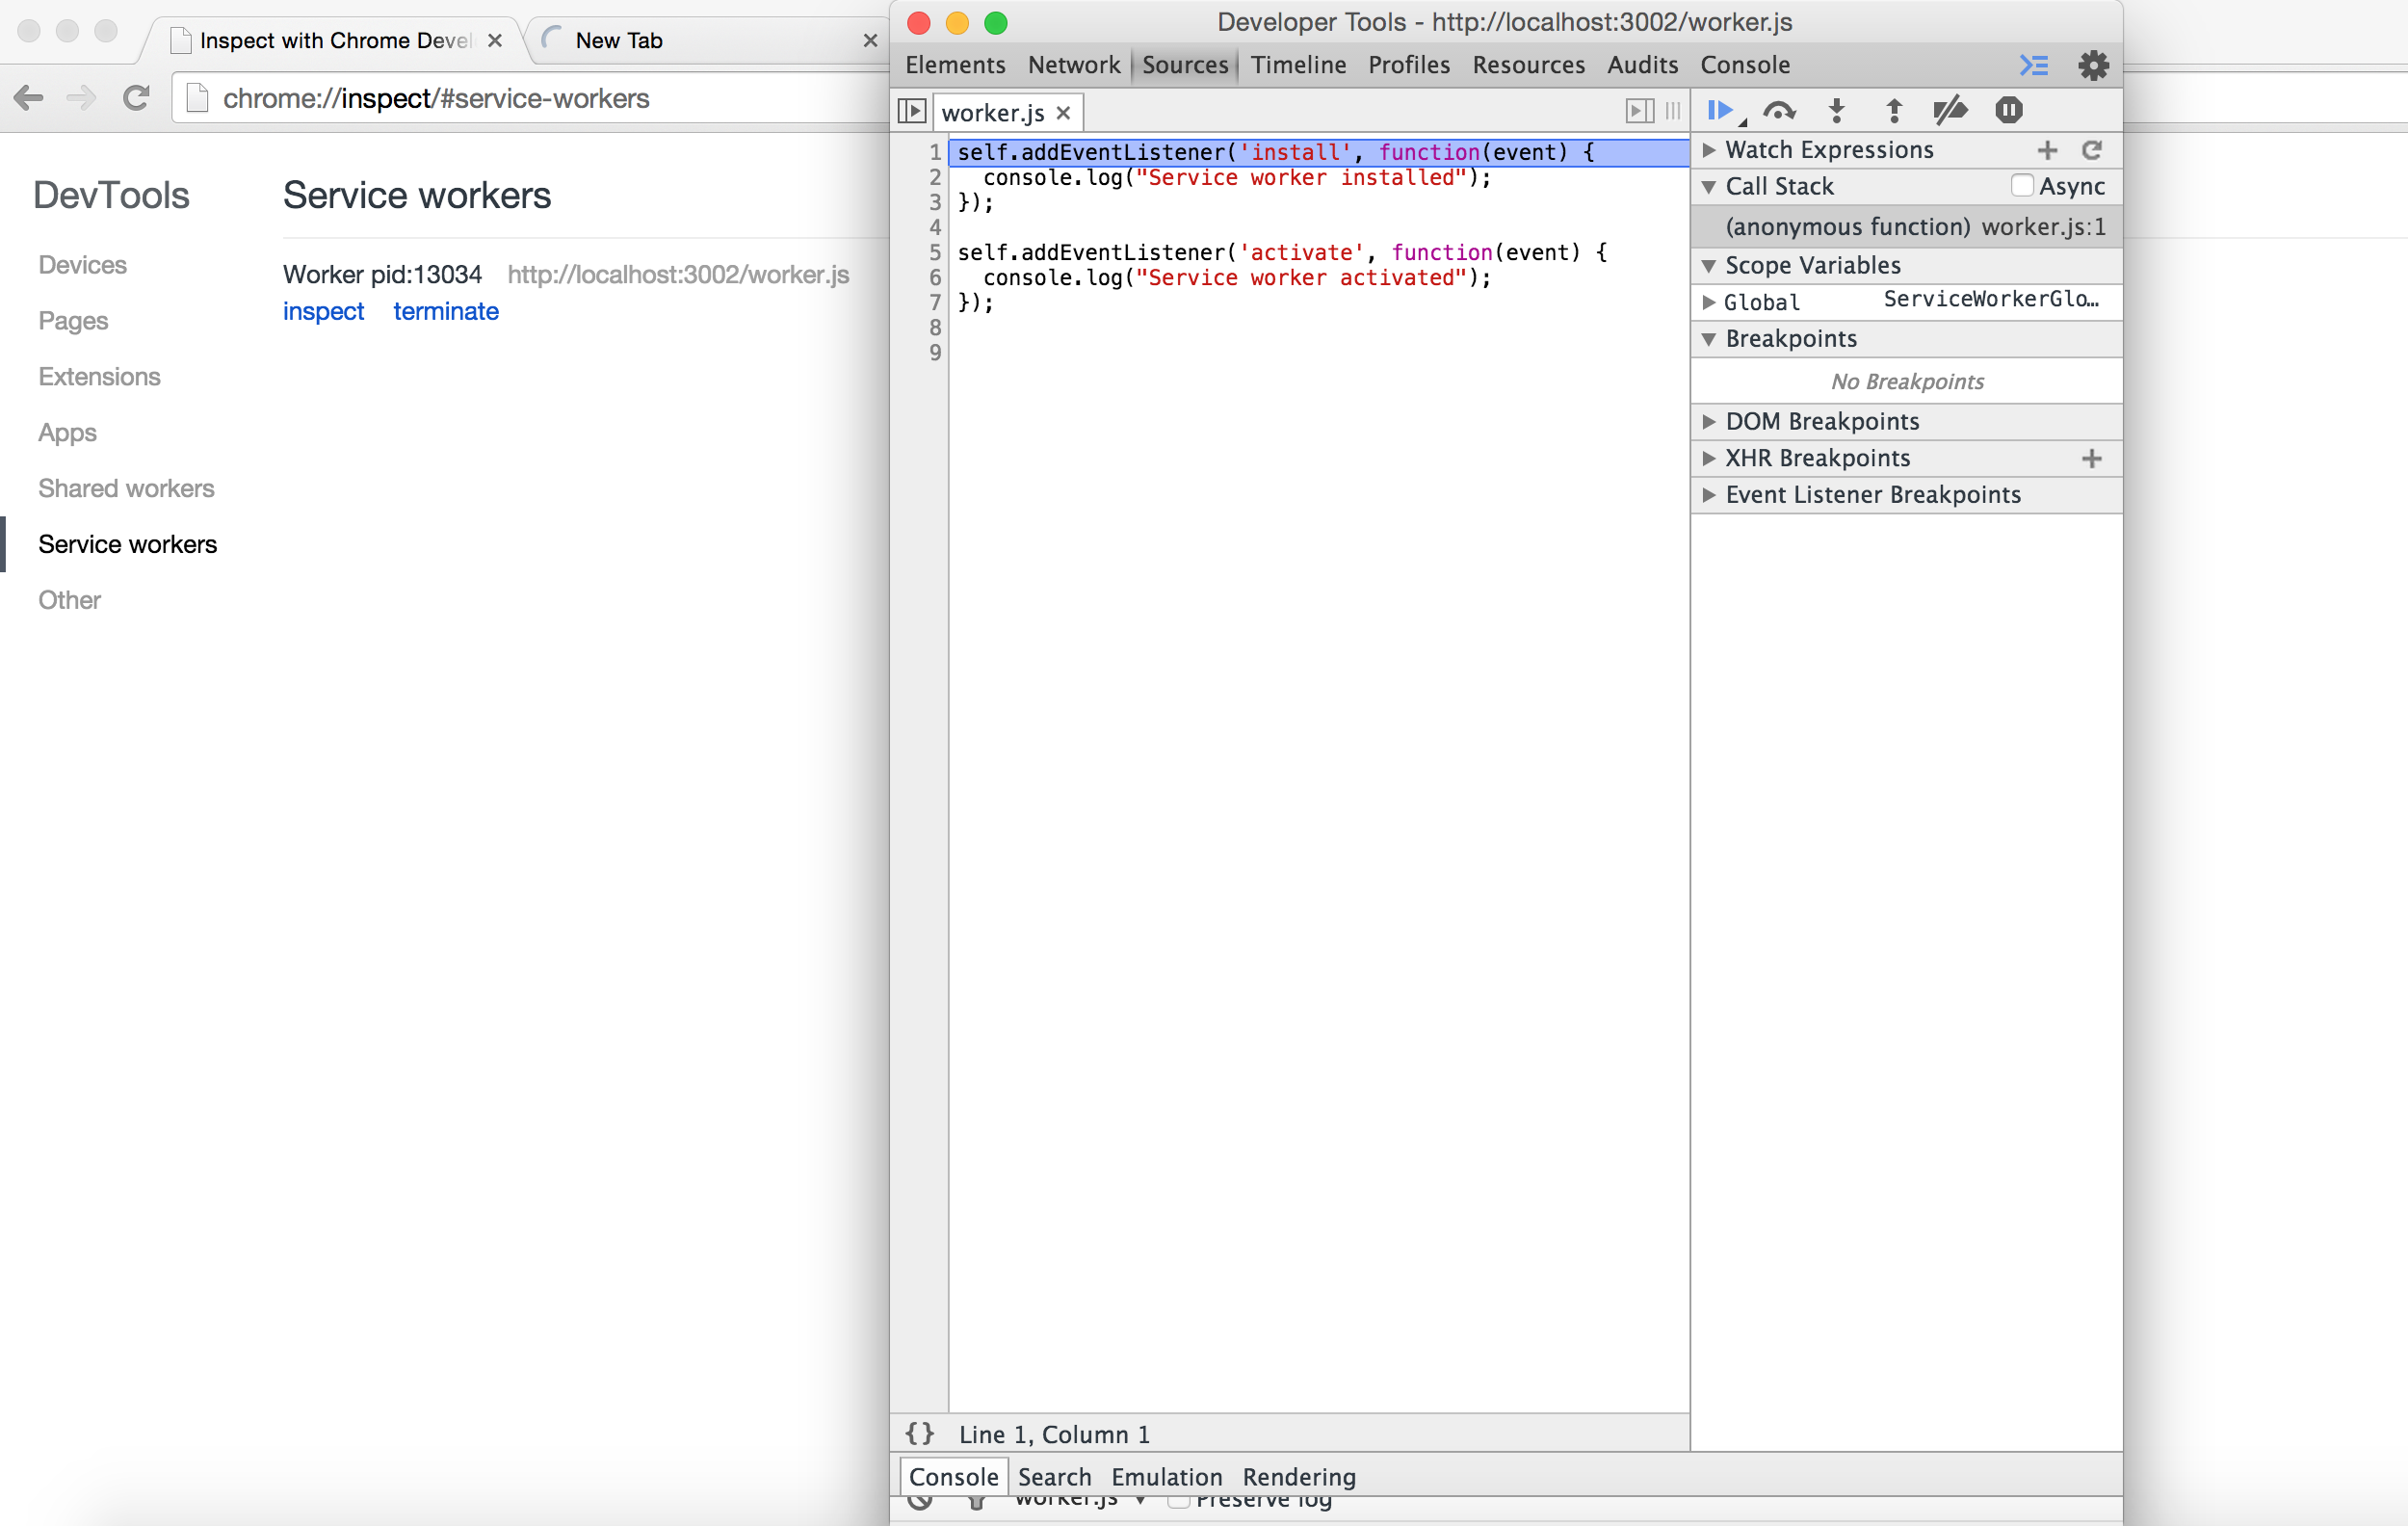 Inspect with Chrome Devel
New Tab
chrome://inspect/#service-workers
DevTools
Devices
Pages
Extensions
Apps
Shared workers
Service workers
Other
Service workers
Worker pid:13034 http://localhost:3002/worker.js
inspect terminate
Developer Tools - http://localhost:3002/worker.js
Elements Network Sources Timeline Profiles Resources Audits Console
worker.js
1 self.addEventListener('install', function(event) {
2 console.log("Service worker installed");
3 });
4
5 self.addEventListener('activate', function(event) {
6 console.log("Service worker activated");
7 });
8
9
{} Line 1, Column 1
Watch Expressions
Call Stack Async
(anonymous function) worker.js:1
Scope Variables
Global ServiceWorkerGlo…
Breakpoints
No Breakpoints
DOM Breakpoints
XHR Breakpoints
Event Listener Breakpoints
Console Search Emulation Rendering
worker.js Preserve log